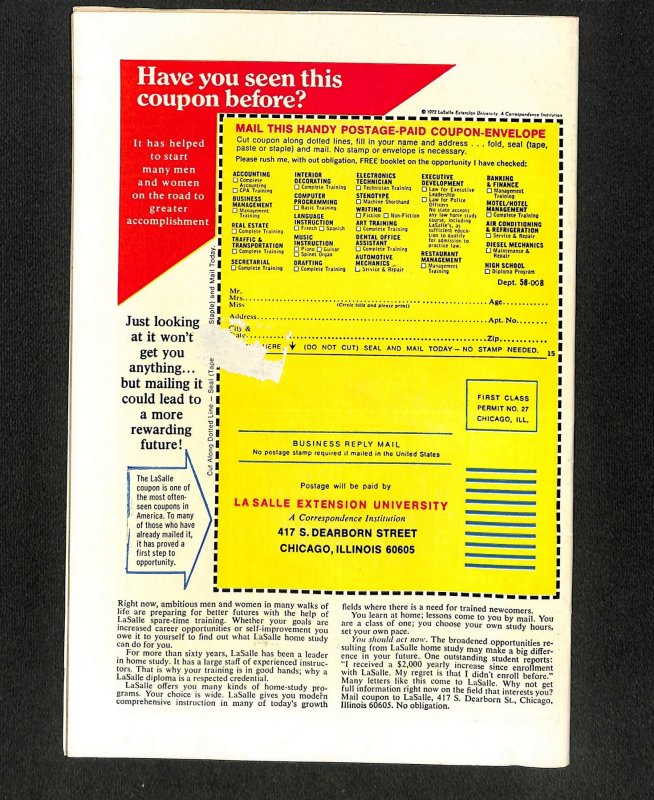 Have you seen this
coupon before?
© 1973 LaSalle Extension University, A Correspondence Institution
It has helped
to start
many men
and women
on the road to
greater
accomplishment
MAIL THIS HANDY POSTAGE-PAID COUPON-ENVELOPE
Cut coupon along dotted lines, fill in your name and address . . . fold, seal (tape,
paste or staple) and mail. No stamp or envelope is necessary.
Please rush me, with out obligation, FREE booklet on the opportunity I have checked:
ACCOUNTING
Complete
Accounting
CPA Training
BUSINESS
MANAGEMENT
Management
Training
REAL ESTATE
Complete Training
TRAFFIC &
TRANSPORTATION
Complete Training
SECRETARIAL
Complete Training
INTERIOR
DECORATING
Complete Training
COMPUTER
PROGRAMMING
Basic Training
LANGUAGE
INSTRUCTION
French Spanish
MUSIC
INSTRUCTION
Piano Guitar
Spinet Organ
DRAFTING
Complete Training
ELECTRONICS
TECHNICIAN
Technician Training
STENOTYPE
Machine Shorthand
WRITING
Fiction Non-Fiction
ART TRAINING
Complete Training
DENTAL OFFICE
ASSISTANT
Complete Training
AUTOMOTIVE
MECHANICS
Service & Repair
EXECUTIVE
DEVELOPMENT
Law for Executive
Leadership
Law for Police
Officers
No state accepts
any law home study
course, including
LaSalle's, as
sufficient educa-
tion to qualify
for admission to
practice law.
RESTAURANT
MANAGEMENT
Management
Training
BANKING
& FINANCE
Management
Training
HOTEL/MOTEL
MANAGEMENT
Complete Training
AIR CONDITIONING
& REFRIGERATION
Service & Repair
DIESEL MECHANICS
Maintenance &
Repair
HIGH SCHOOL
Diploma Program
Dept. 58-008
Mr.
Mrs. Age
Miss (Circle title and please print)
Address Apt. No.
City &
Zip
HERE (DO NOT CUT) SEAL AND MAIL TODAY – NO STAMP NEEDED. 15
Cut Along Dotted Line – Seal (Tape Staple) and Mail Today.
Just looking
at it won't
get you
anything...
but mailing it
could lead to
a more
rewarding
future!
FIRST CLASS
PERMIT NO. 27
CHICAGO, ILL.
BUSINESS REPLY MAIL
No postage stamp required if mailed in the United States
Postage will be paid by
LA SALLE EXTENSION UNIVERSITY
A Correspondence Institution
417 S. DEARBORN STREET
CHICAGO, ILLINOIS 60605
The LaSalle
coupon is one of
the most often-
seen coupons in
America. To many
of those who have
already mailed it,
it has proved a
first step to
opportunity.
Right now, ambitious men and women in many walks of
life are preparing for better futures with the help of
LaSalle spare-time training. Whether your goals are
increased career opportunities or self-improvement you
owe it to yourself to find out what LaSalle home study
can do for you.
For more than sixty years, LaSalle has been a leader
in home study. It has a large staff of experienced instruc-
tors. That is why your training is in good hands; why a
LaSalle diploma is a respected credential.
LaSalle offers you many kinds of home-study pro-
grams. Your choice is wide. LaSalle gives you modern
comprehensive instruction in many of today's growth
fields where there is a need for trained newcomers.
You learn at home; lessons come to you by mail. You
are a class of one; you choose your own study hours,
set your own pace.
You should act now. The broadened opportunities re-
sulting from LaSalle home study may make a big differ-
ence in your future. One outstanding student reports:
"I received a $2,000 yearly increase since enrollment
with LaSalle. My regret is that I didn't enroll before."
Many letters like this come to LaSalle. Why not get
full information right now on the field that interests you?
Mail coupon to LaSalle, 417 S. Dearborn St., Chicago,
Illinois 60605. No obligation.